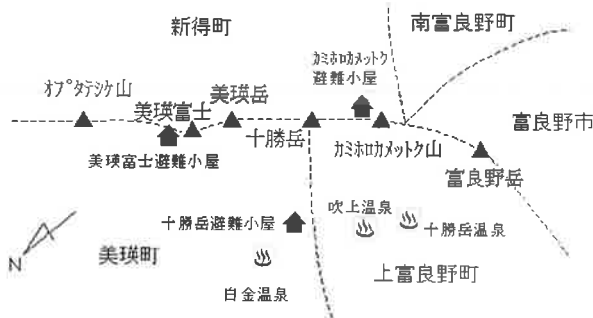 新得町
南富良野町
カミホロカメットク
避難小屋
オプタテシケ山
美瑛富士
美瑛岳
十勝岳
カミホロカメットク山
富良野市
富良野岳
美瑛富士避難小屋
十勝岳避難小屋
吹上温泉
十勝岳温泉
美瑛町
白金温泉
上富良野町
N